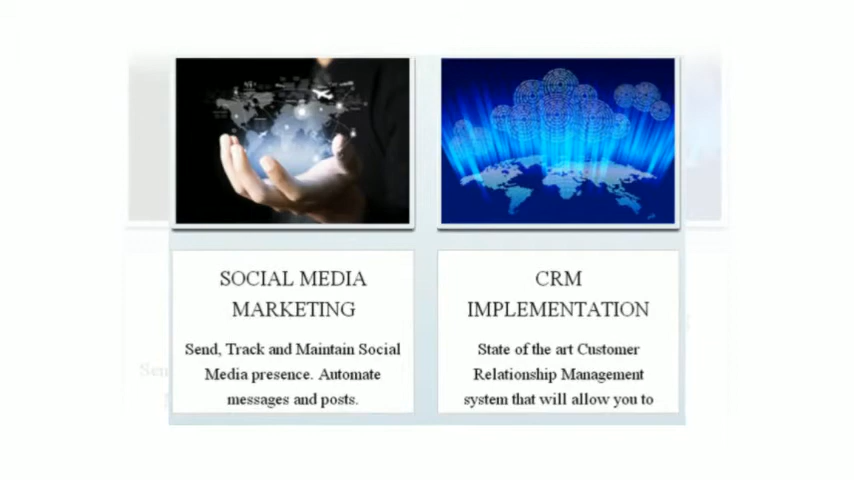 SOCIAL MEDIA
MARKETING
Send, Track and Maintain Social
Media presence. Automate
messages and posts.
CRM
IMPLEMENTATION
State of the art Customer
Relationship Management
system that will allow you to